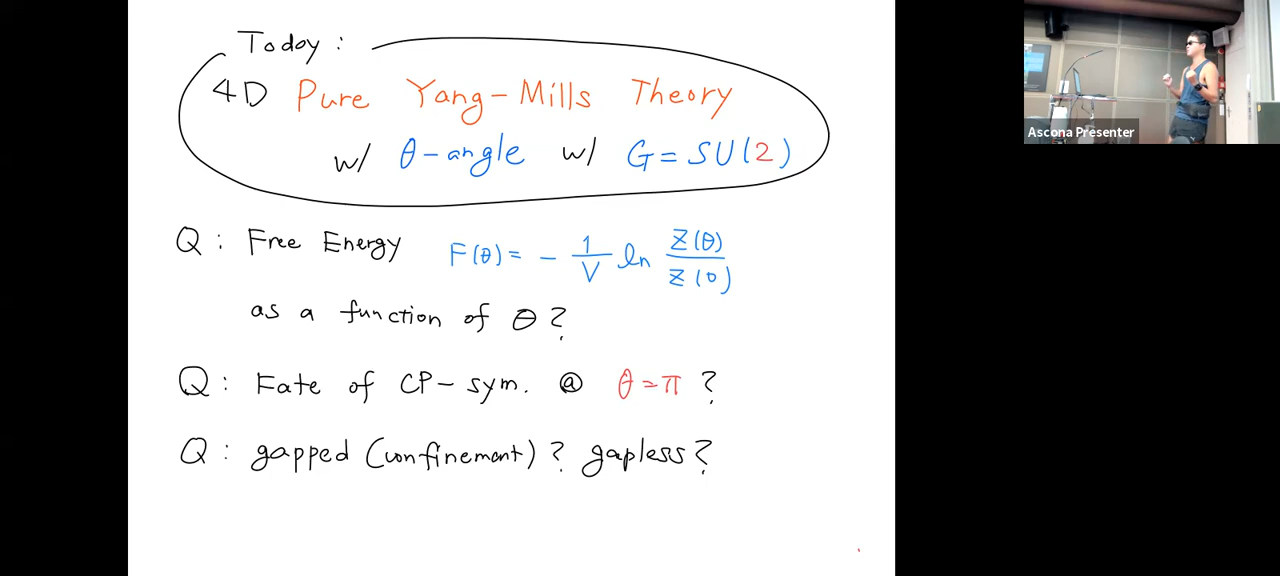 Today :
4D Pure Yang-Mills Theory
w/ θ-angle w/ G = SU(2)
Q : Free Energy F(θ) = - 1/V ln Z(θ)/Z(0)
as a function of θ ?
Q : Fate of CP-sym. @ θ = π ?
Q : gapped (confinement) ? gapless ?
Ascona Presenter